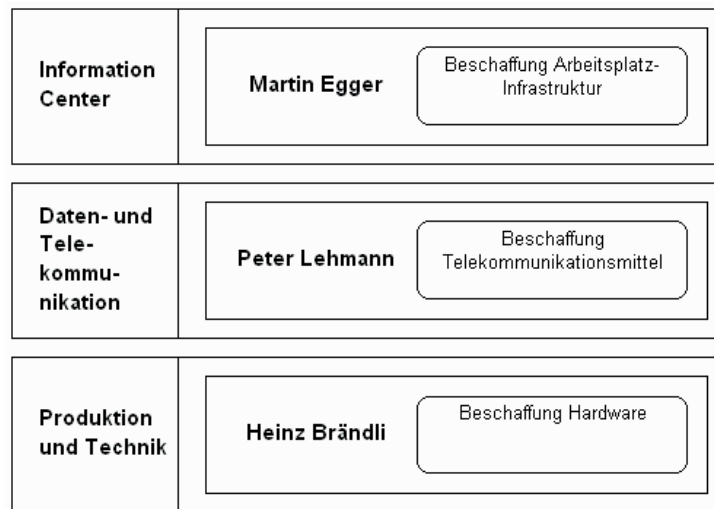 Information
Center
Martin Egger
Beschaffung Arbeitsplatz-
Infrastruktur
Daten- und
Tele-
kommu-
nikation
Peter Lehmann
Beschaffung
Telekommunikationsmittel
Produktion
und Technik
Heinz Brändli
Beschaffung Hardware